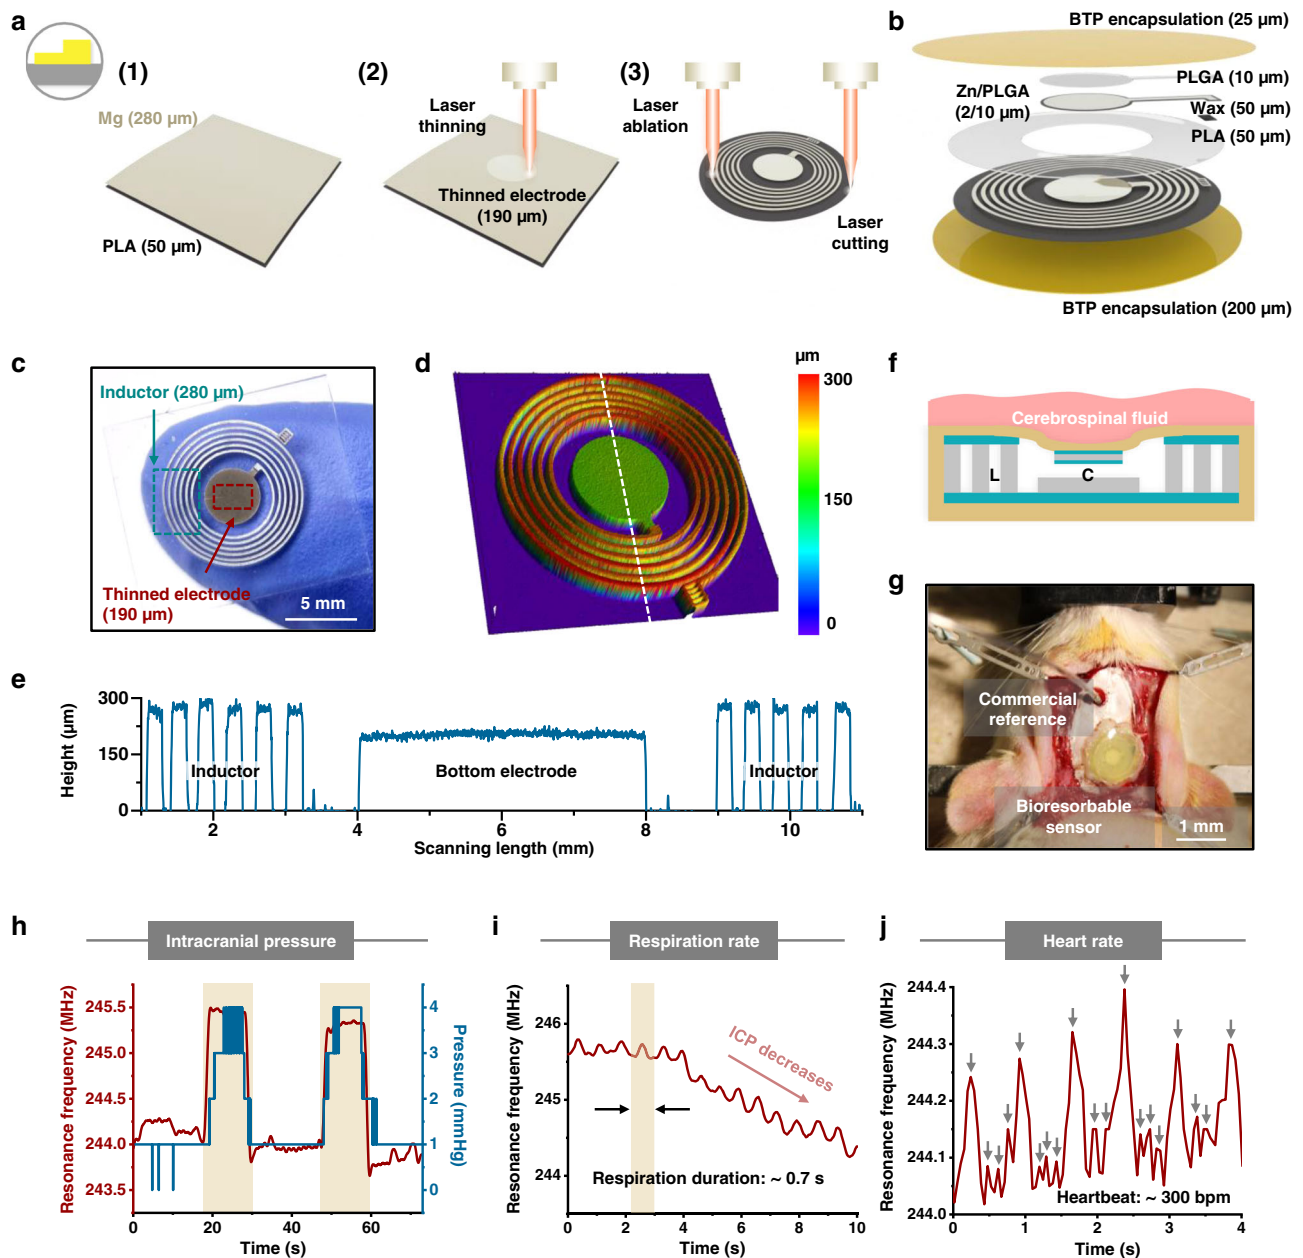 a
(1)
Mg (280 µm)
PLA (50 µm)
(2)
Laser
thinning
Thinned electrode
(190 µm)
(3)
Laser
ablation
Laser
cutting
b
BTP encapsulation (25 µm)
PLGA (10 µm)
Zn/PLGA
(2/10 µm)
Wax (50 µm)
PLA (50 µm)
BTP encapsulation (200 µm)
c
Inductor (280 µm)
Thinned electrode
(190 µm)
5 mm
d
µm
300
150
0
e
Height (µm)
300
150
0
Inductor
Bottom electrode
Inductor
2
4
6
8
10
Scanning length (mm)
f
Cerebrospinal fluid
L
C
g
Commercial
reference
Bioresorbable
sensor
1 mm
h
Intracranial pressure
Resonance frequency (MHz)
245.5
245.0
244.5
244.0
243.5
4
3
2
1
0
Pressure (mmHg)
0
20
40
60
Time (s)
i
Respiration rate
Resonance frequency (MHz)
246
245
244
ICP decreases
Respiration duration: ~ 0.7 s
0
2
4
6
8
10
Time (s)
j
Heart rate
Resonance frequency (MHz)
244.4
244.3
244.2
244.1
244.0
Heartbeat: ~ 300 bpm
0
1
2
3
4
Time (s)